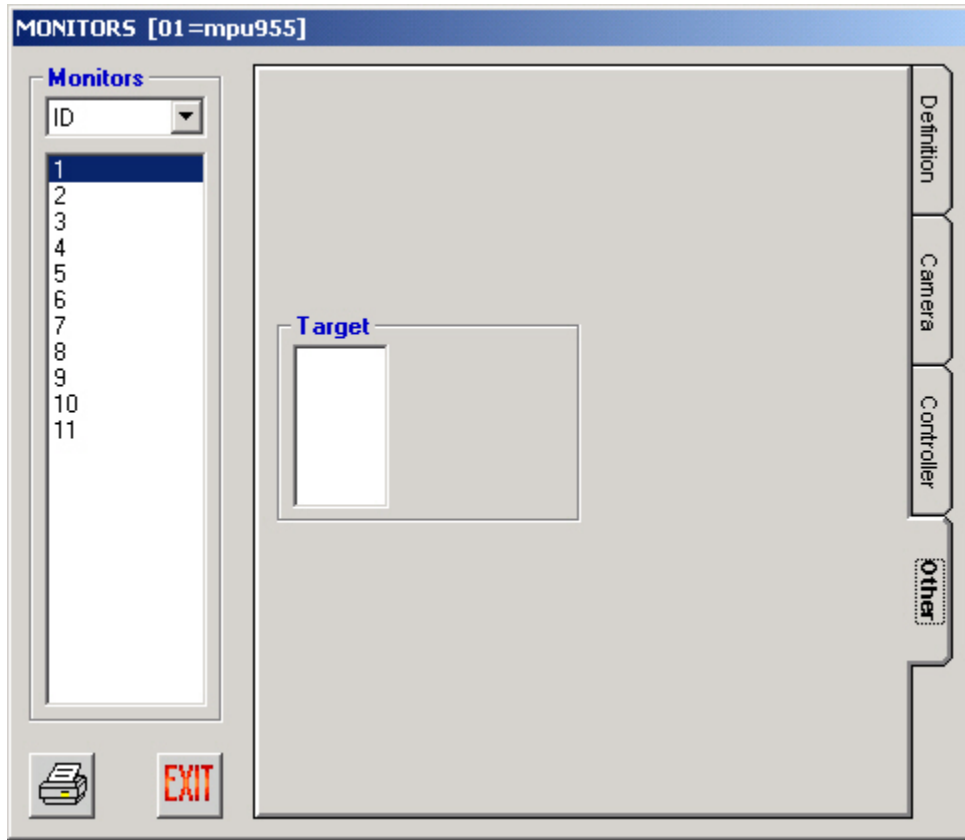 MONITORS [01=mpu955]
Monitors
ID
1
2
3
4
5
6
7
8
9
10
11
Target
Definition
Camera
Controller
Other
EXIT